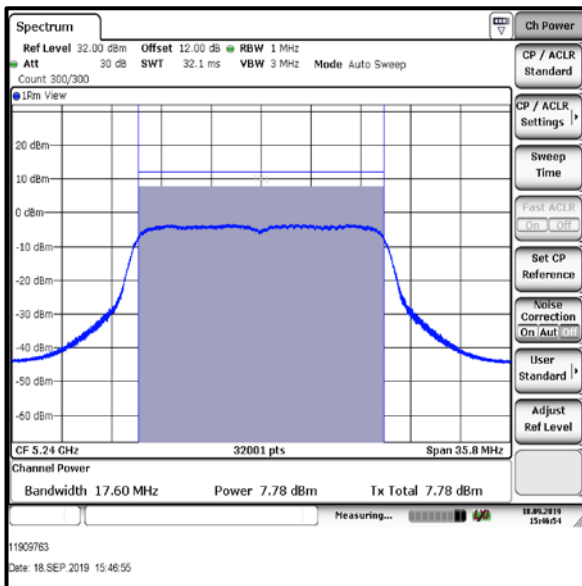 Spectrum
Ref Level 32.00 dBm Offset 12.00 dB RBW 1 MHz
Att 30 dB SWT 32.1 ms VBW 3 MHz Mode Auto Sweep
Count 300/300
1Rm View
20 dBm
10 dBm
0 dBm
-10 dBm
-20 dBm
-30 dBm
-40 dBm
-50 dBm
-60 dBm
CF 5.24 GHz 32001 pts Span 35.8 MHz
Channel Power
Bandwidth 17.60 MHz Power 7.78 dBm Tx Total 7.78 dBm
Measuring...
18.09.2019
15:46:54
Ch Power
CP / ACLR
Standard
CP / ACLR
Settings
Sweep
Time
Fast ACLR
On Off
Set CP
Reference
Noise
Correction
On Aut Off
User
Standard
Adjust
Ref Level
11909763
Date: 18.SEP.2019 15:46:55